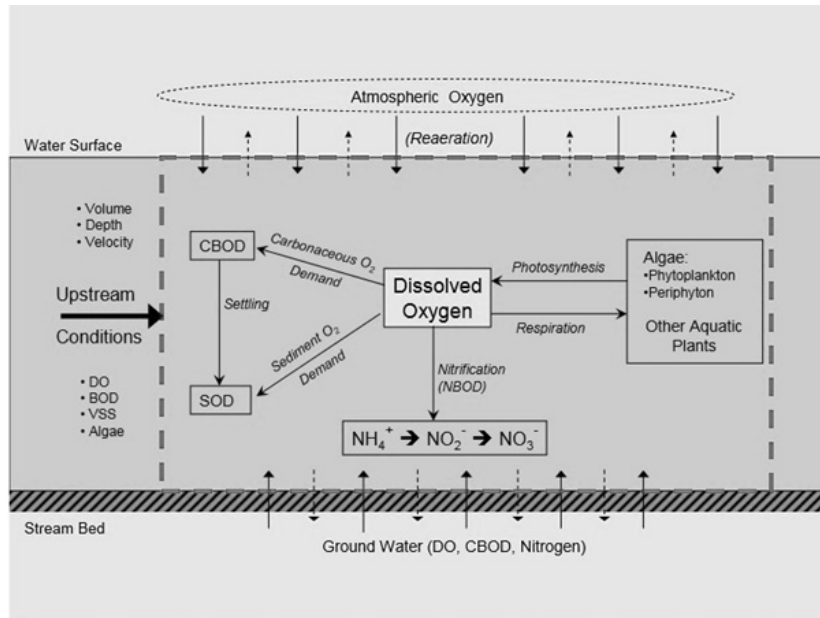 Atmospheric Oxygen
(Reaeration)
Water Surface
• Volume
• Depth
• Velocity
Upstream
Conditions
• DO
• BOD
• VSS
• Algae
CBOD
Carbonaceous O₂
Demand
Settling
SOD
Sediment O₂
Demand
Dissolved
Oxygen
Photosynthesis
Respiration
Algae:
•Phytoplankton
•Periphyton
Other Aquatic
Plants
Nitrification
(NBOD)
NH₄⁺ ➔ NO₂⁻ ➔ NO₃⁻
Stream Bed
Ground Water (DO, CBOD, Nitrogen)